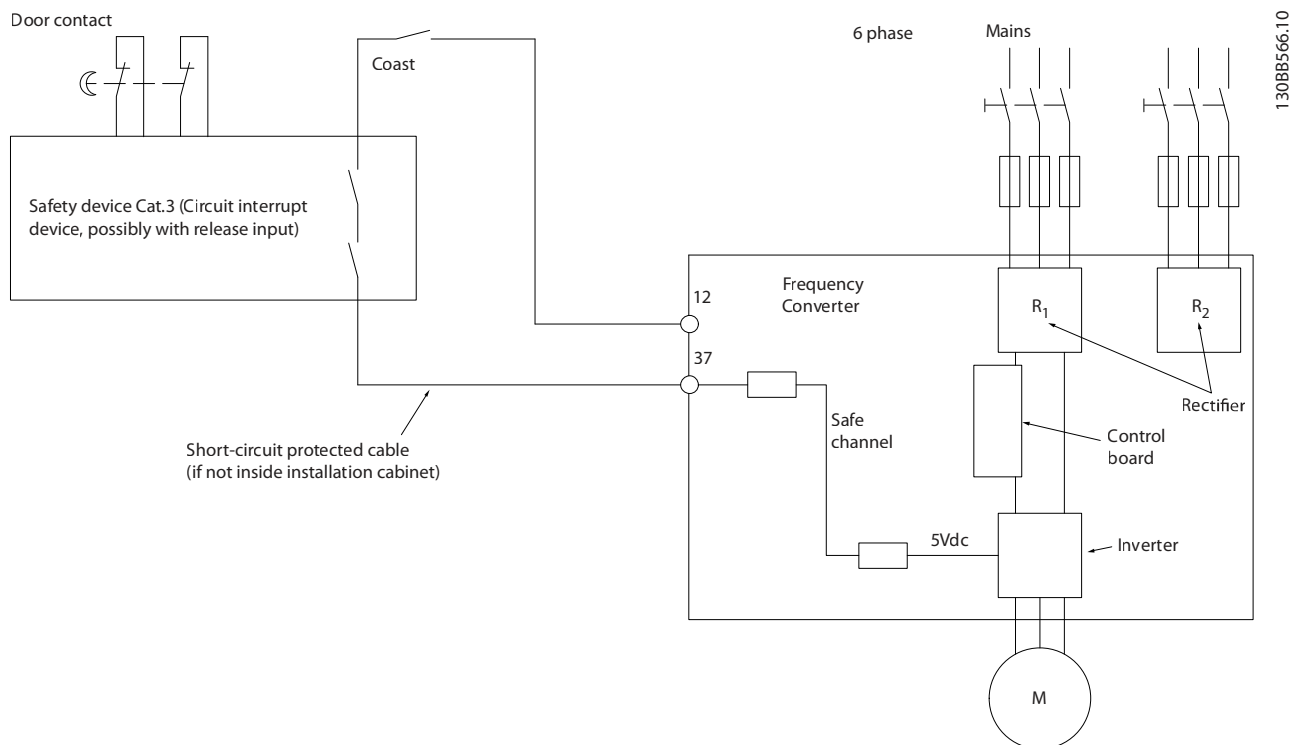 Door contact
Coast
6 phase
Mains
130BB566.10
Safety device Cat.3 (Circuit interrupt
device, possibly with release input)
12
Frequency
Converter
R1
R2
37
Rectifier
Safe
channel
Control
board
Short-circuit protected cable
(if not inside installation cabinet)
5Vdc
Inverter
M